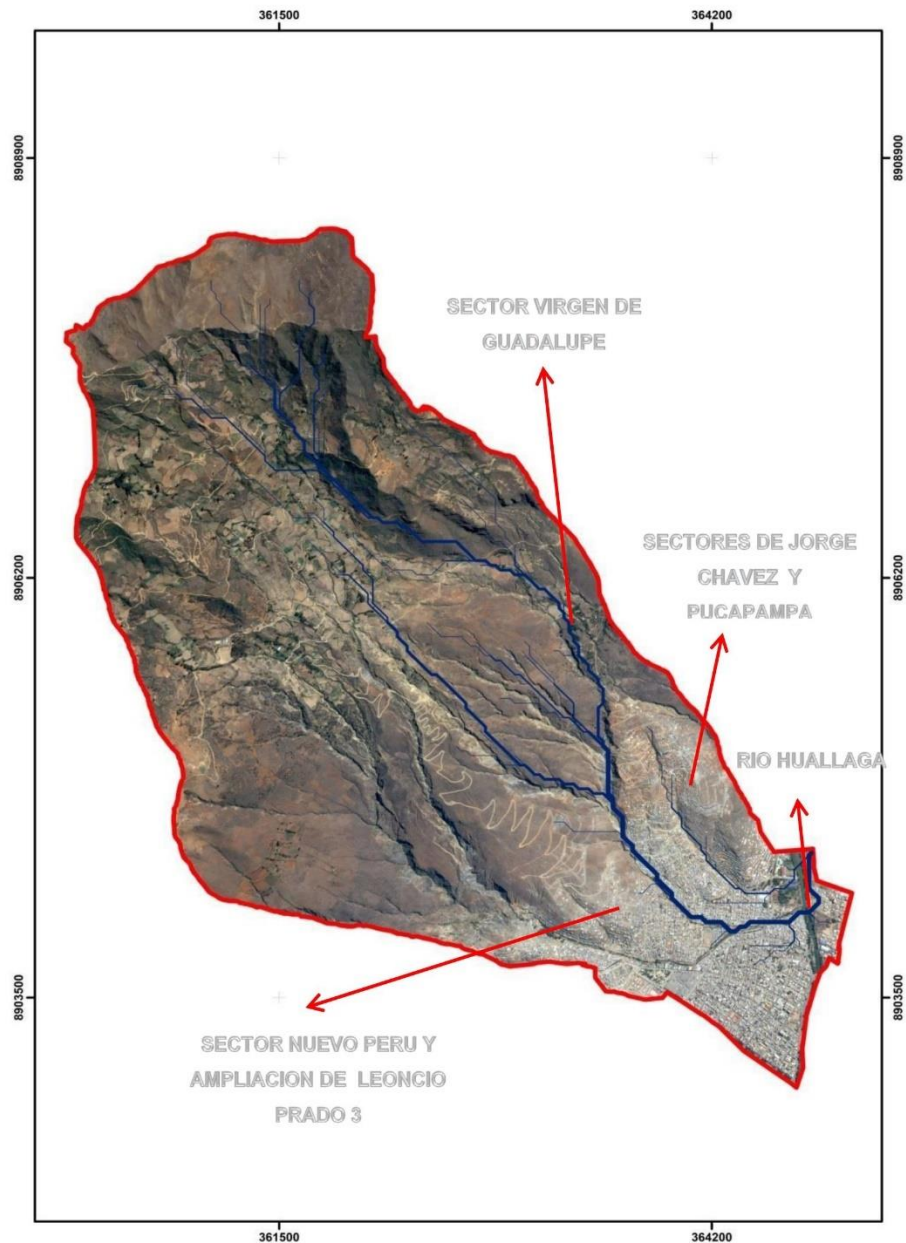 361500
364200
8908900
8908900
SECTOR VIRGEN DE
GUADALUPE
SECTORES DE JORGE
CHAVEZ Y
PUCAPAMPA
8906200
8906200
RIO HUALLAGA
8903500
8903500
SECTOR NUEVO PERU Y
AMPLIACION DE LEONCIO
PRADO 3
361500
364200